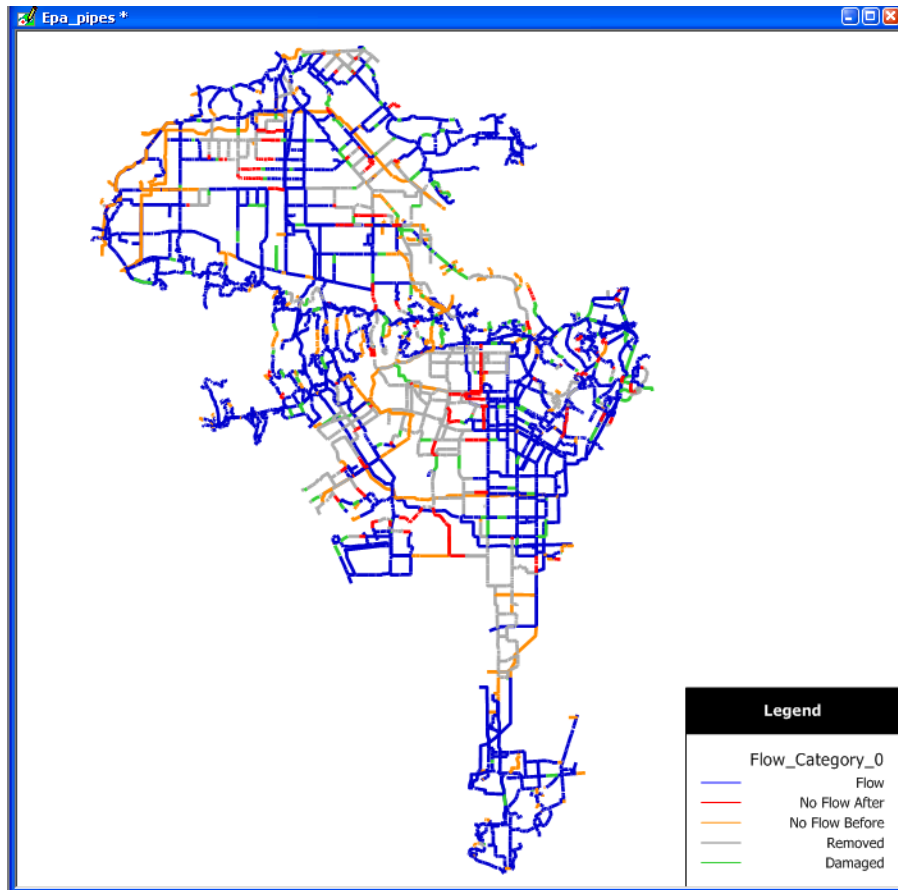 Epa_pipes *
Legend
Flow_Category_0
Flow
No Flow After
No Flow Before
Removed
Damaged